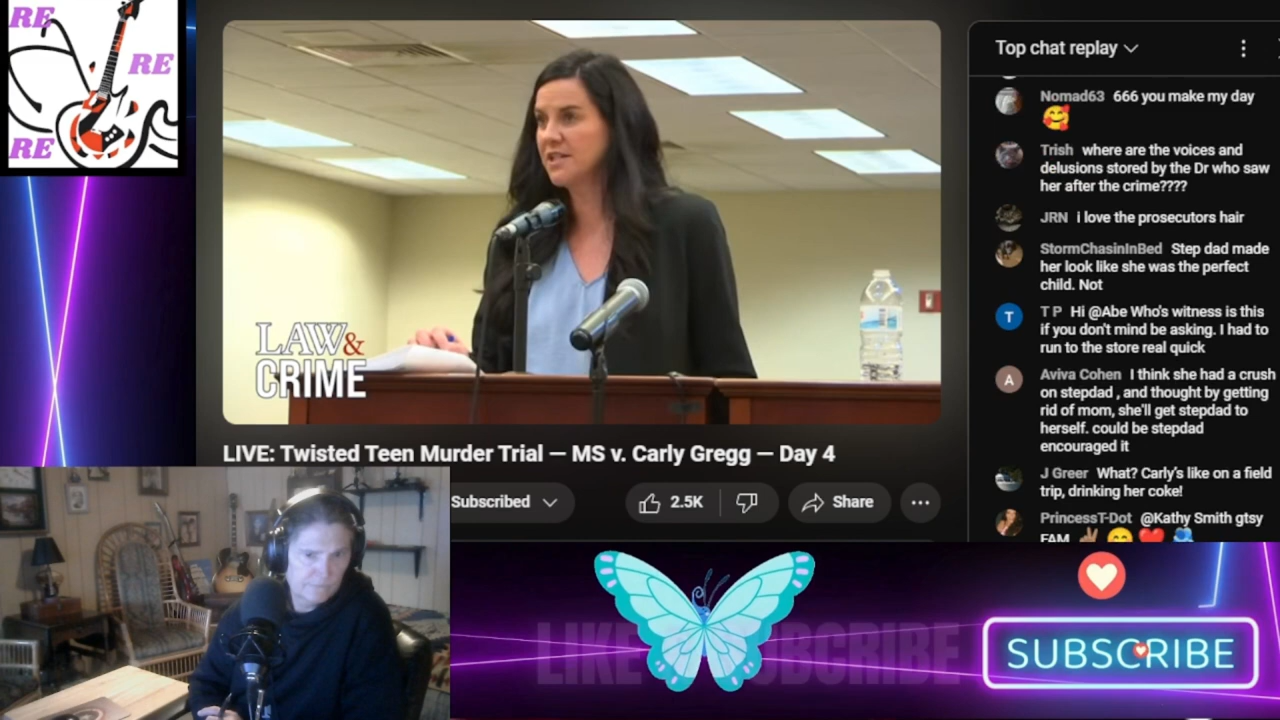 RE
RE
RE
LAW&
CRIME
LIVE: Twisted Teen Murder Trial — MS v. Carly Gregg — Day 4
Subscribed
2.5K
Share
Top chat replay
Nomad63 666 you make my day
🥰
Trish where are the voices and
delusions stored by the Dr who saw
her after the crime????
JRN i love the prosecutors hair
StormChasinInBed Step dad made
her look like she was the perfect
child. Not
T
T P Hi @Abe Who's witness is this
if you don't mind be asking. I had to
run to the store real quick
A
Aviva Cohen I think she had a crush
on stepdad , and thought by getting
rid of mom, she'll get stepdad to
herself. could be stepdad
encouraged it
J Greer What? Carly's like on a field
trip, drinking her coke!
PrincessT-Dot @Kathy Smith gtsy
FAM
LIKE
SUBSCRIBE